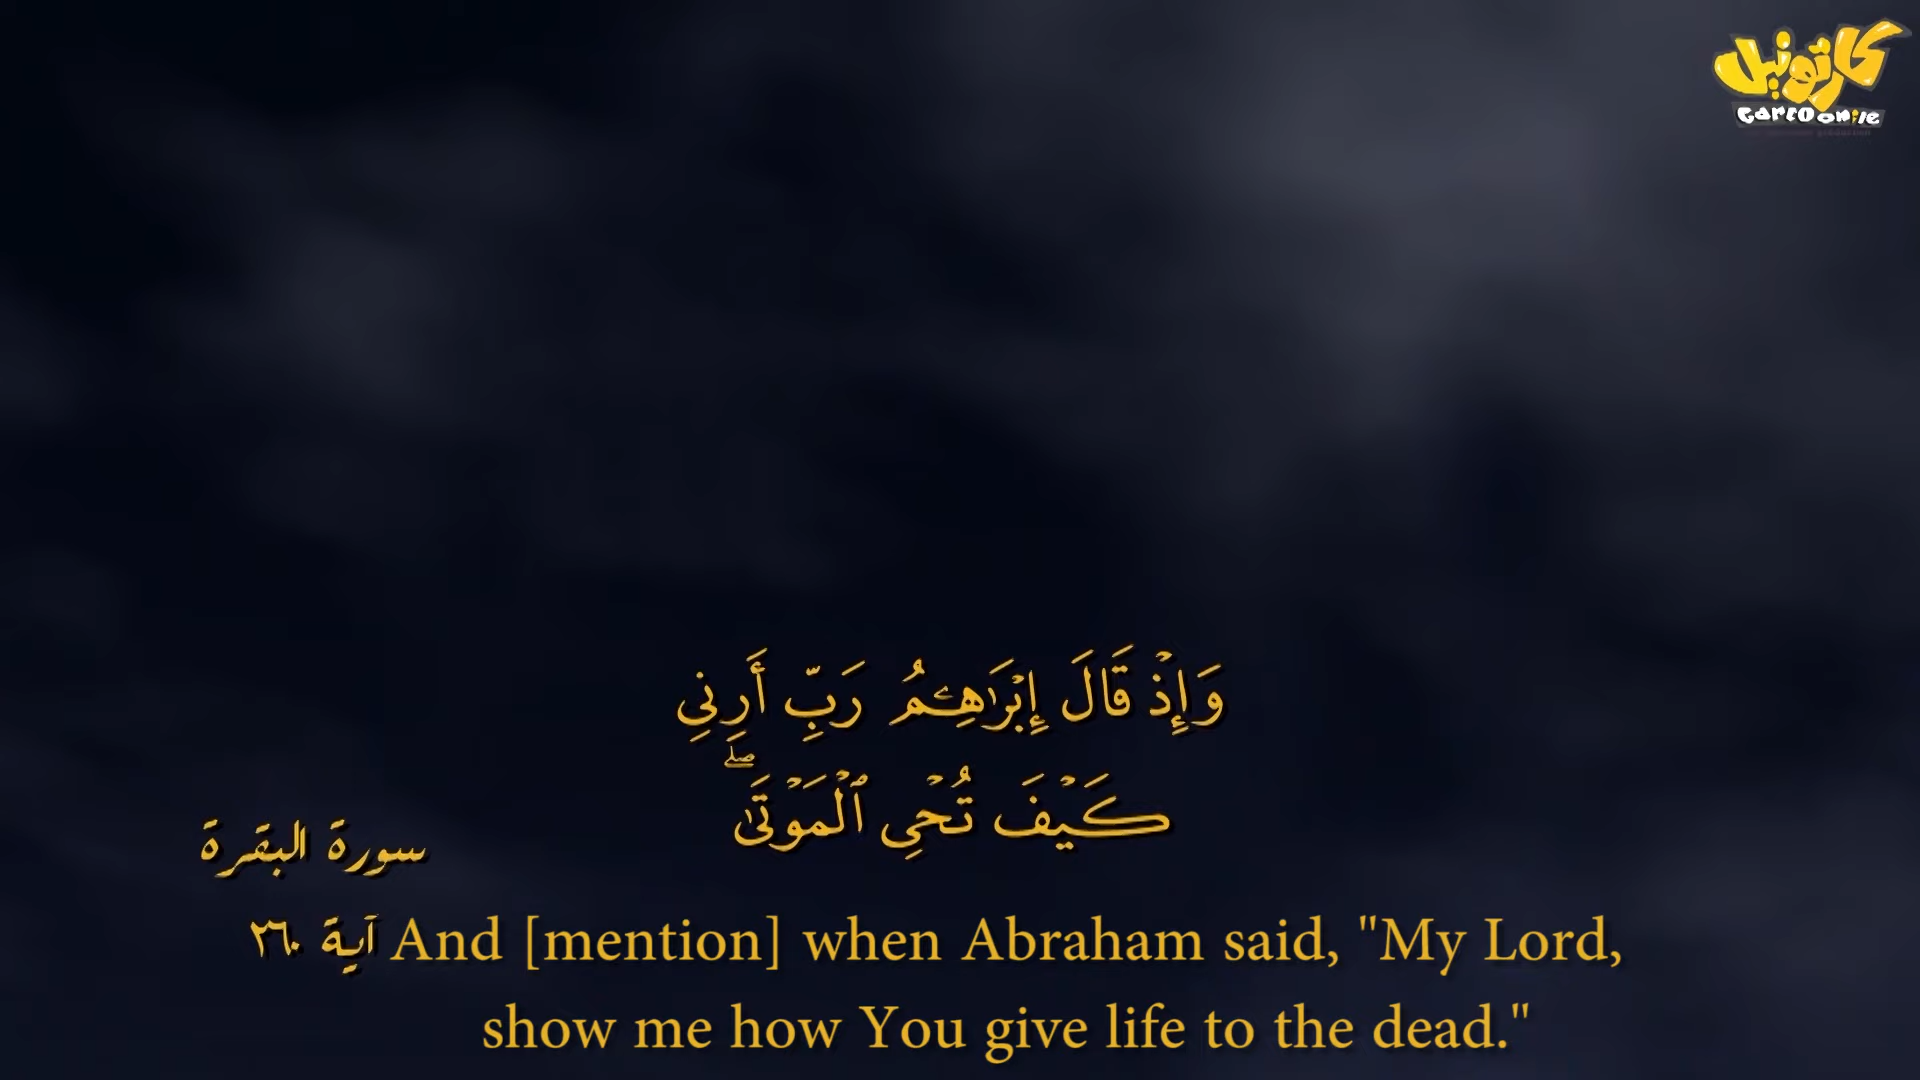 كارتونيل
cartoonile
وَإِذۡ قَالَ إِبۡرَٰهِـۧمُ رَبِّ أَرِنِي
كَيۡفَ تُحۡيِ ٱلۡمَوۡتَىٰۖ
سورة البقرة
آية ٢٦٠
And [mention] when Abraham said, "My Lord,
show me how You give life to the dead."